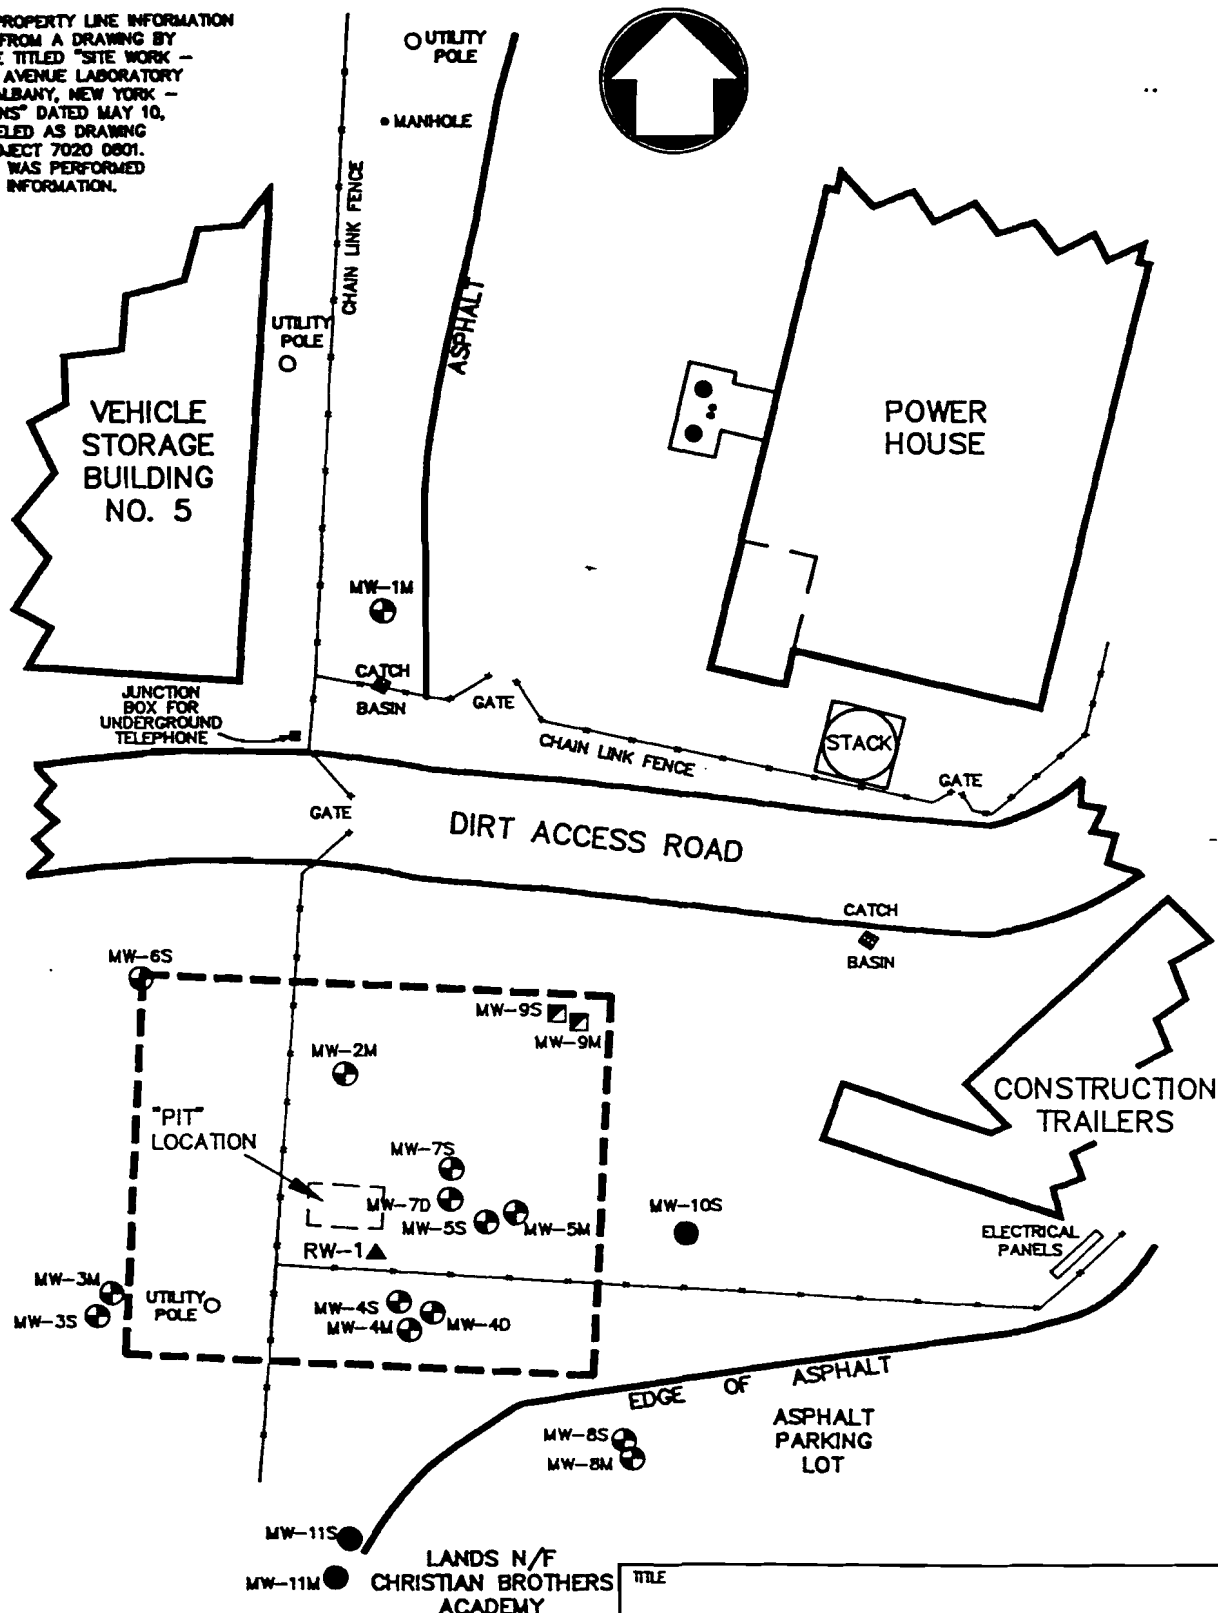 PROPERTY LINE INFORMATION
FROM A DRAWING BY
TITLED "SITE WORK –
AVENUE LABORATORY
ALBANY, NEW YORK –
DATED MAY 10,
AS DRAWING
7020 0801.
WAS PERFORMED
INFORMATION.
UTILITY
POLE
MANHOLE
CHAIN LINK FENCE
ASPHALT
UTILITY
POLE
VEHICLE
STORAGE
BUILDING
NO. 5
POWER
HOUSE
MW-1M
CATCH
BASIN
GATE
JUNCTION
BOX FOR
UNDERGROUND
TELEPHONE
CHAIN LINK FENCE
STACK
GATE
GATE
DIRT ACCESS ROAD
CATCH
BASIN
MW-6S
MW-9S
MW-9M
MW-2M
CONSTRUCTION
TRAILERS
"PIT"
LOCATION
MW-7S
MW-7D
MW-5S
MW-5M
MW-10S
ELECTRICAL
PANELS
RW-1
MW-3M
MW-3S
UTILITY
POLE
MW-4S
MW-4M
MW-4D
EDGE OF ASPHALT
ASPHALT
PARKING
LOT
MW-8S
MW-8M
MW-11S
MW-11M
LANDS N/F
CHRISTIAN BROTHERS
ACADEMY
TITLE